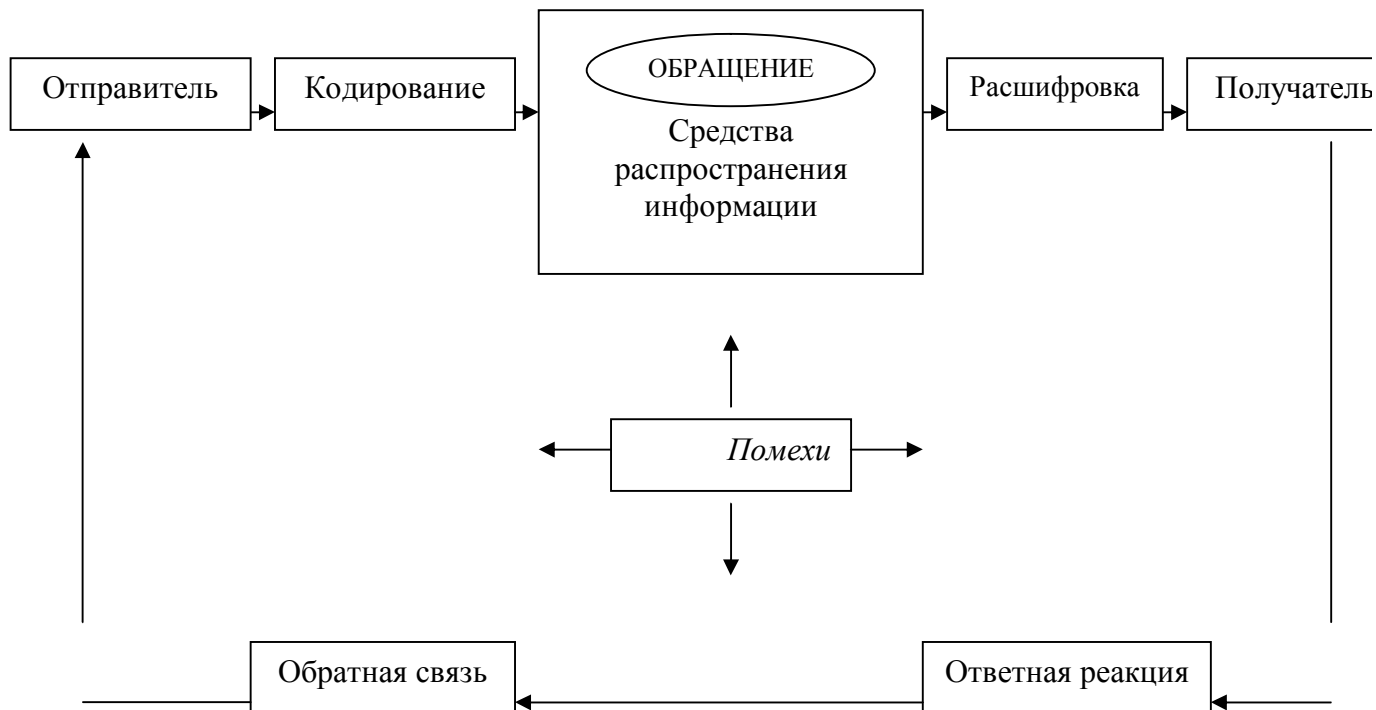 Отправитель
Кодирование
ОБРАЩЕНИЕ
Средства
распространения
информации
Расшифровка
Получатель
Помехи
Обратная связь
Ответная реакция